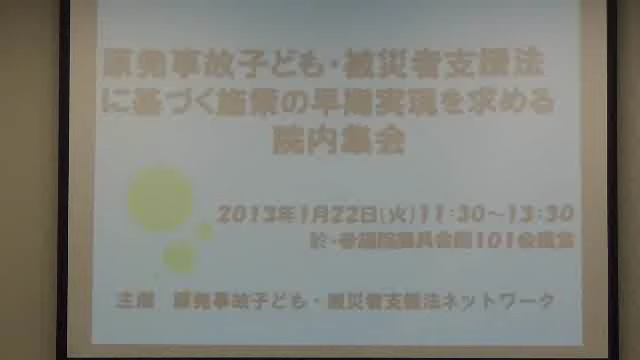 原発事故子ども・被災者支援法
に基づく施策の早期実現を求める
院内集会
2013年1月22日(火)11:30～13:30
於・参議院議員会館101会議室
主催　原発事故子ども・被災者支援法ネットワーク